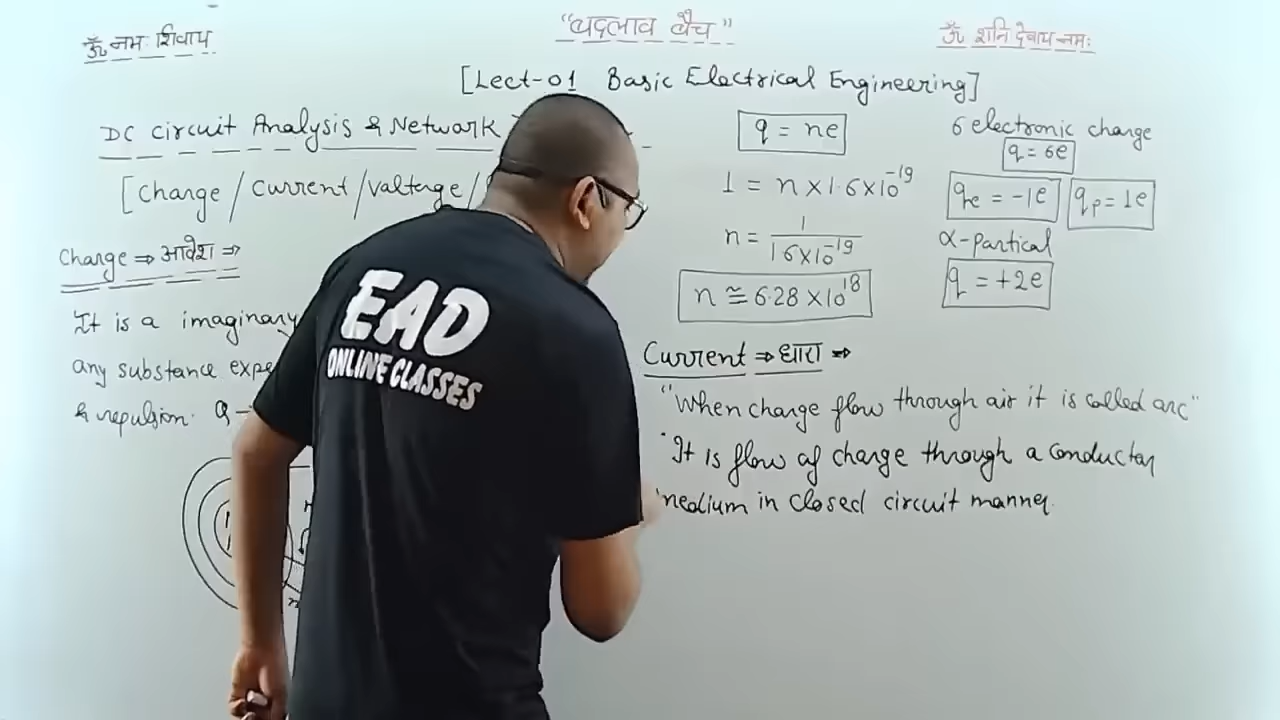 ॐ नमः शिवाय
"बदलाव बैच"
ॐ शनि देवाय नमः
[Lect-01 Basic Electrical Engineering]
DC Circuit Analysis & Network
[Charge / Current / Valtage /
Charge ⇒ आवेश ⇒
It is a imaginary
any substance expe
& repulsion.
EAD
ONLINE CLASSES
q = ne
1 = n × 1.6 × 10⁻¹⁹
n = 1 / 1.6×10⁻¹⁹
n ≅ 6.28 × 10¹⁸
6 electronic change
q = 6e
qe = -1e qp = 1e
α-partical
q = +2e
Current ⇒ धारा ⇒
"When charge flow through air it is called arc"
It is flow of charge through a conductor
medium in closed circuit manner.